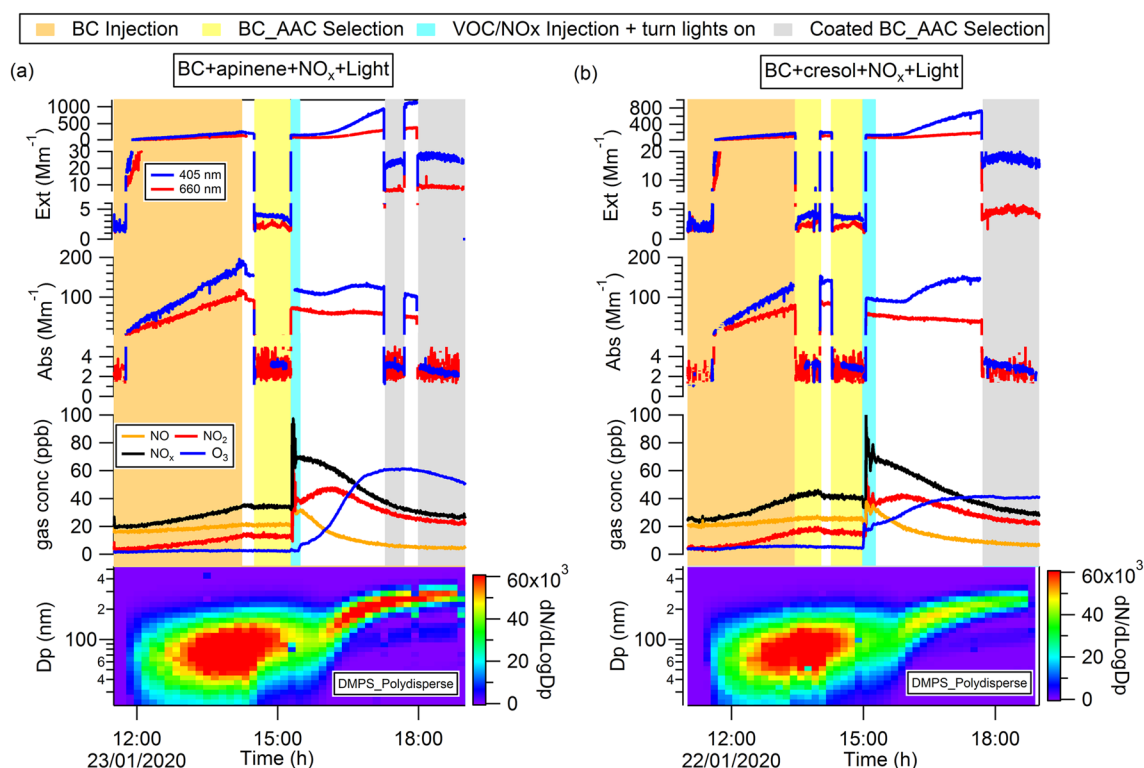 BC Injection BC_AAC Selection VOC/NOx Injection + turn lights on Coated BC_AAC Selection
(a) BC+apinene+NOx+Light
(b) BC+cresol+NOx+Light
1000
500
0
30
20
10
5
0
Ext (Mm-1)
405 nm
660 nm
200
100
4
2
0
Abs (Mm-1)
100
80
60
40
20
0
gas conc (ppb)
NO NO2
NOx O3
4
2
100
6
4
Dp (nm)
DMPS_Polydisperse
60x10³
40
20
0
dN/dLogDp
12:00 15:00 18:00
23/01/2020 Time (h)
800
400
0
20
10
5
0
Ext (Mm-1)
200
100
4
2
0
Abs (Mm-1)
100
80
60
40
20
0
gas conc (ppb)
4
2
100
6
4
Dp (nm)
DMPS_Polydisperse
60x10³
40
20
0
dN/dLogDp
12:00 15:00 18:00
22/01/2020 Time (h)